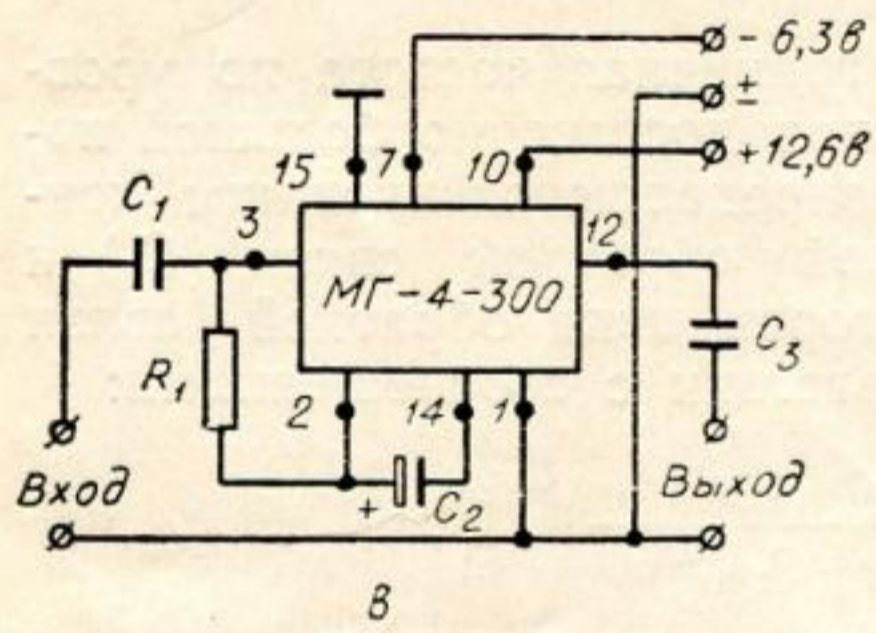 - 6,3в
±
+12,6в
15 7 10
C1
3
12
МГ-4-300
C3
R1
2 14 1
Вход
+ C2
Выход
в